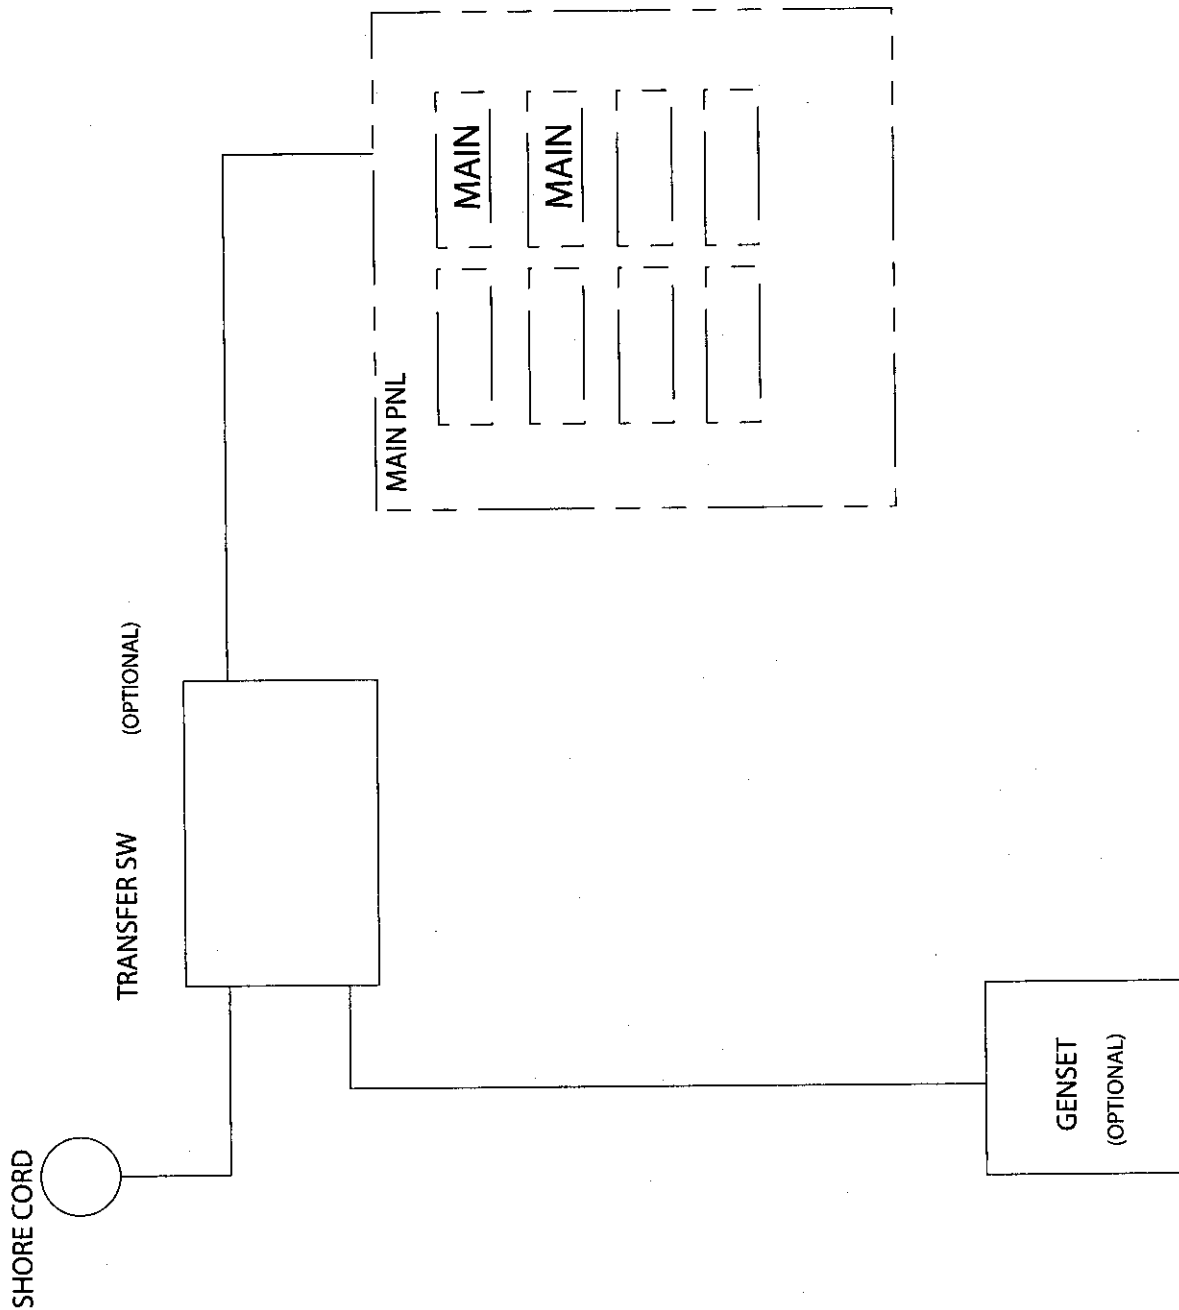 SHORE CORD
TRANSFER SW
(OPTIONAL)
MAIN PNL
MAIN
MAIN
GENSET
(OPTIONAL)